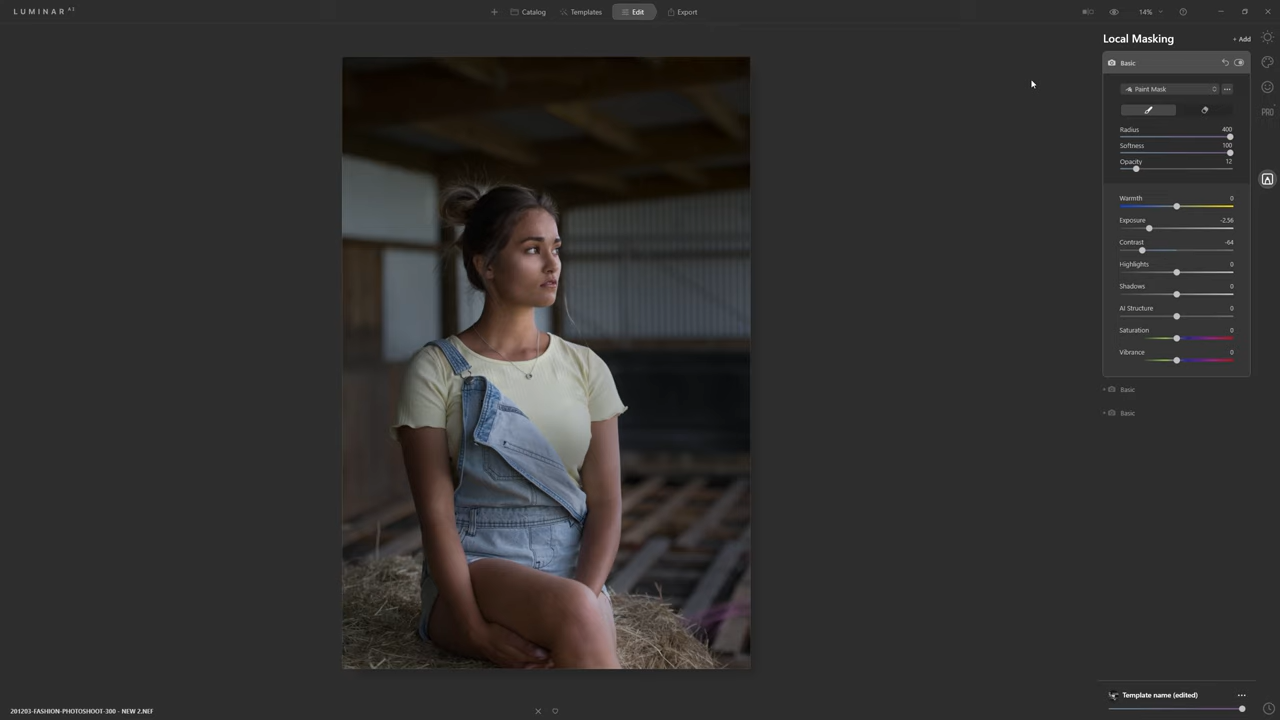 LUMINAR AI
Catalog
Templates
Edit
Export
14%
Local Masking
+ Add
Basic
Paint Mask
Radius 400
Softness 100
Opacity 12
Warmth 0
Exposure -2.56
Contrast -64
Highlights 0
Shadows 0
AI Structure 0
Saturation 0
Vibrance 0
PRO
Basic
Basic
Template name (edited)
201203-FASHION-PHOTOSHOOT-300 - NEW 2.NEF